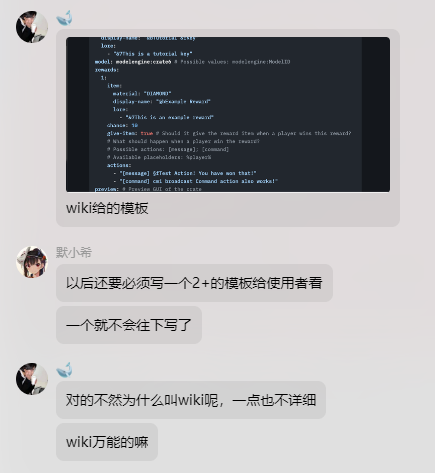 display-name: "&bTutorial &7Key"
lore:
- "&7This is a tutorial key"
model: modelengine:crate6 # Possible values: modelengine:ModelID
rewards:
1:
item:
material: "DIAMOND"
display-name: "&bExample Reward"
lore:
- "&7This is an example reward"
chance: 10
give-item: true # Should it give the reward item when a player wins this reward?
# What should happen when a player win the reward?
# Possible actions: [message]; [command]
# Available placeholders: %player%
actions:
- "[message] &fTest Action! You have won that!"
- "[command] cmi broadcast Command action also works!"
preview: # Preview GUI of the crate
wiki给的模板
默小希
以后还要必须写一个2+的模板给使用者看
一个就不会往下写了
对的不然为什么叫wiki呢，一点也不详细
wiki万能的嘛